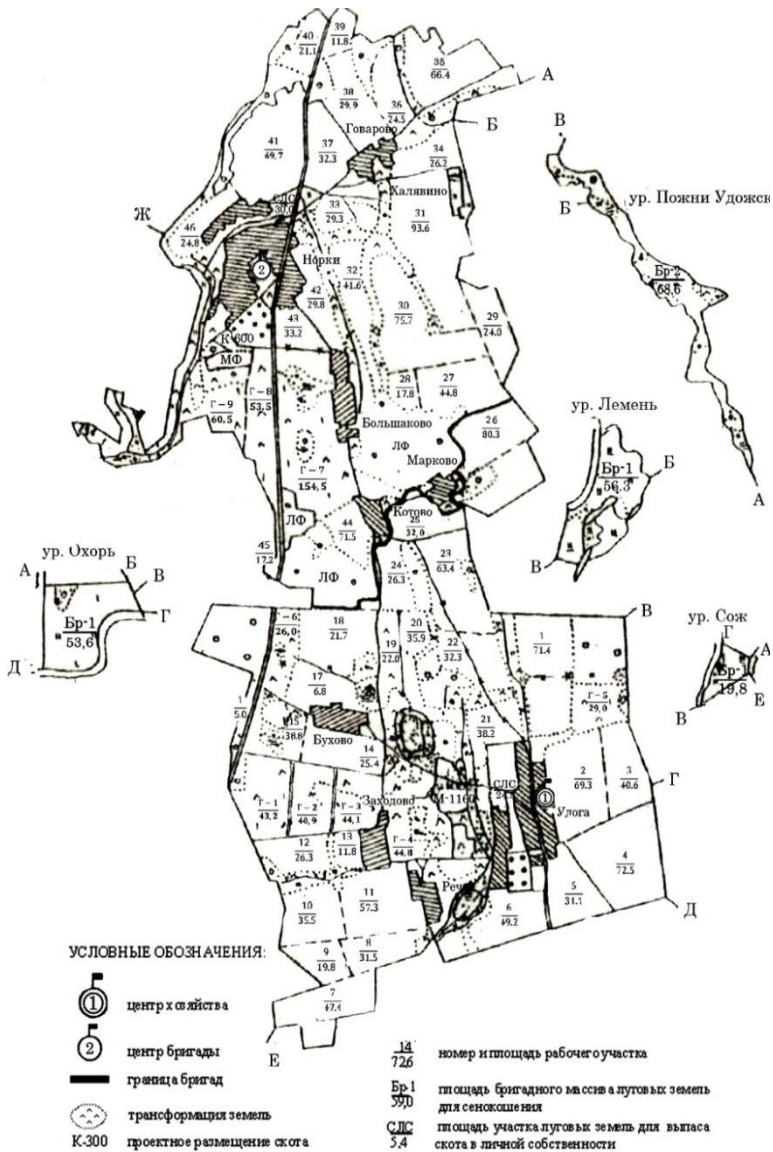 40
21.1
39
11.8
38
29,9
36
24.5
35
66.4
А
Б
41
69,7
37
32.3
Говарово
34
26.2
Халявино
31
93.6
СЛС
30,0
33
29.3
Ж
46
24.8
2
Норки
32
41.6
42
29.8
30
75.7
29
24.0
43
33.2
К-600
МФ
Г-9
60,5
Г-8
53,5
28
17.8
27
44.8
Большаково
ЛФ
26
80.3
Марково
Г-7
154,5
ЛФ
44
71.5
Котово
25
32,0
45
17.2
ЛФ
24
26.3
23
63.4
В
ур. Пожни Удожск
Б
Бр-2
68,6
А
ур. Лемень
Бр-1
56,3
Б
В
ур. Охорь
А
Б
В
Г
Бр-1
53,6
Д
ур. Сож
Г
А
Бр-1
19,8
В
Е
-6
26,0
18
21.7
19
22.0
20
35.9
22
32.3
1
71.4
В
17
6.8
1
5.0
15
38.8
Г-5
29,0
Бухово
14
25.4
21
38.2
2
69.3
3
40.6
Г
СЛС
М-1160
1
Улога
Заходово
Г-1
43,2
Г-2
40,9
Г-3
44,1
Г-4
44,8
12
26.3
13
11.8
4
72.5
Реч
5
31.1
10
35.5
11
57.3
6
49.2
Д
9
19.8
8
31.5
7
47.4
Е
УСЛОВНЫЕ ОБОЗНАЧЕНИЯ:
1 центр хозяйства
2 центр бригады
граница бригад
трансформация земель
К-300 проектное размещение скота
14
72,6
номер и площадь рабочего участка
Бр-1
59,0
площадь бригадного массива луговых земель
для сенокошения
СЛС
5,4
площадь участка луговых земель для выпаса
скота в личной собственности